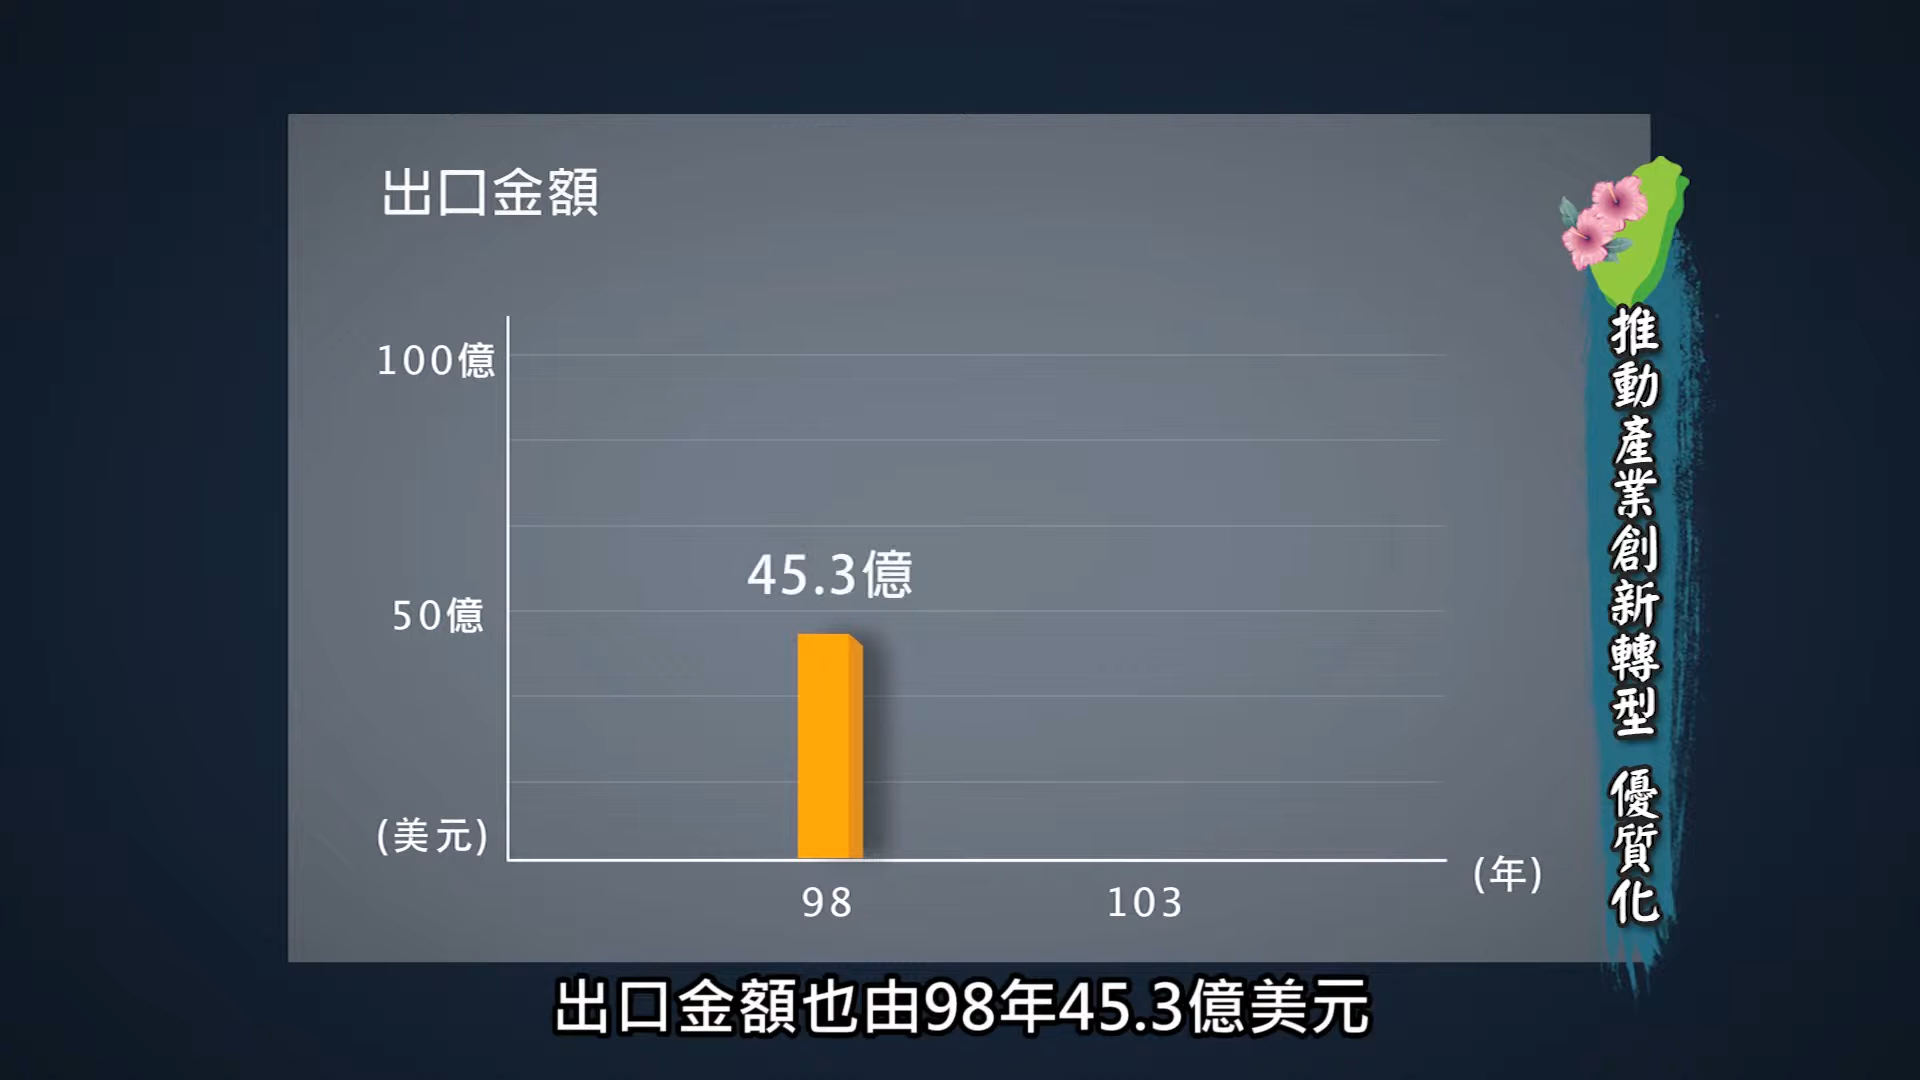 出口金額
100億
45.3億
50億
(美元)
98
103
(年)
推動產業創新轉型 優質化
出口金額也由98年45.3億美元